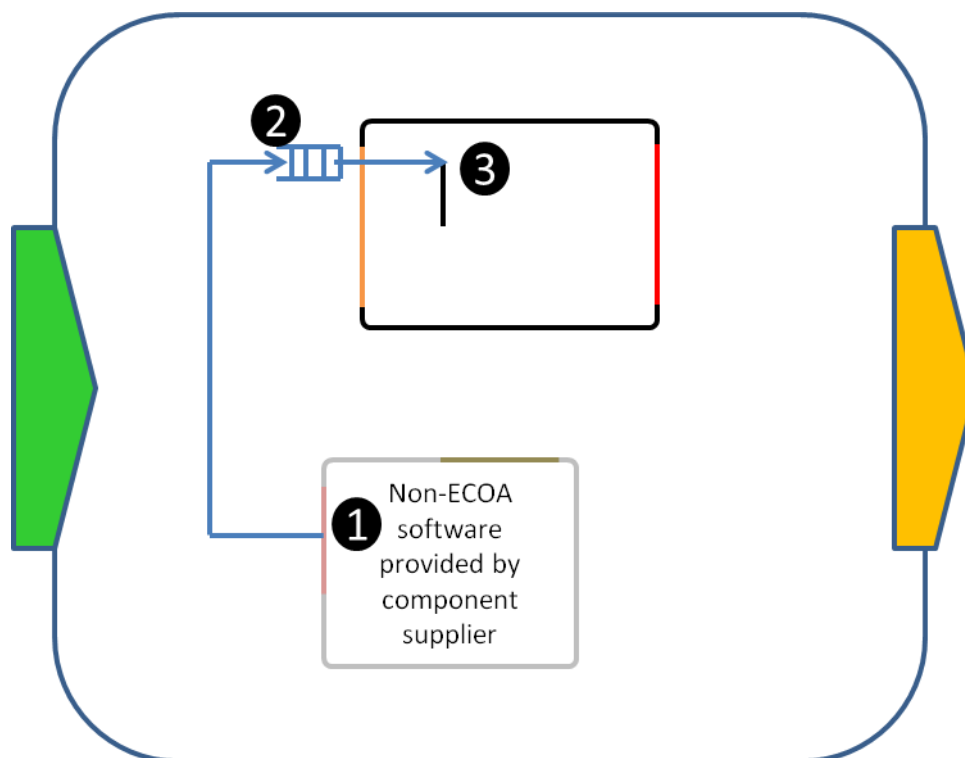 2
3
1
Non-ECOA
software
provided by
component
supplier